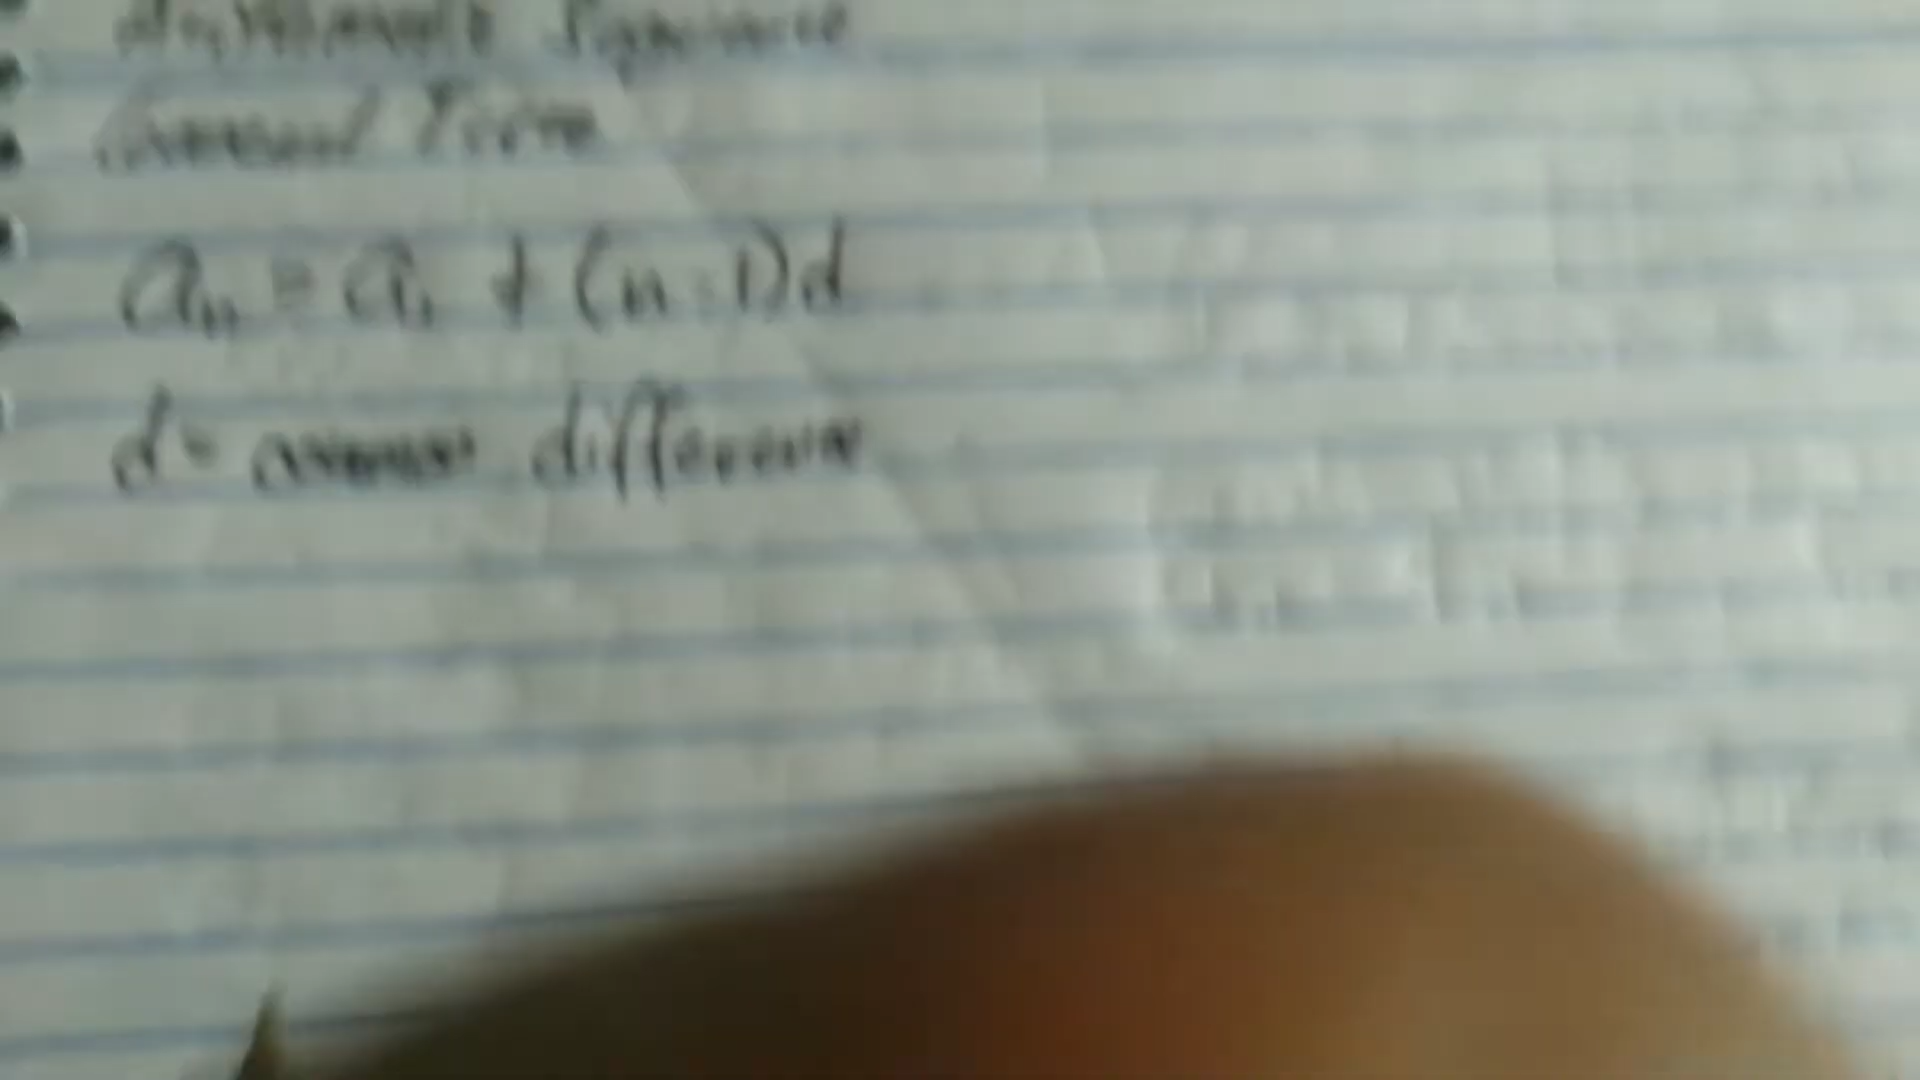 Arithmetic Sequence
General Term
aₙ = a₁ + (n-1)d
d = common difference